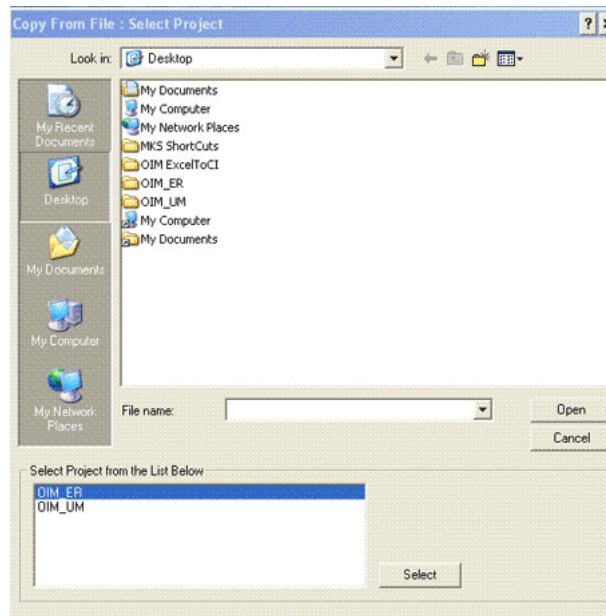 Copy From File : Select Project
Look in: Desktop
My Recent
Documents
Desktop
My Documents
My Computer
My Network
Places
My Documents
My Computer
My Network Places
MKS ShortCuts
OIM ExcelToCI
OIM_ER
OIM_UM
My Computer
My Documents
File name:
Open
Cancel
Select Project from the List Below
OIM_ER
OIM_UM
Select